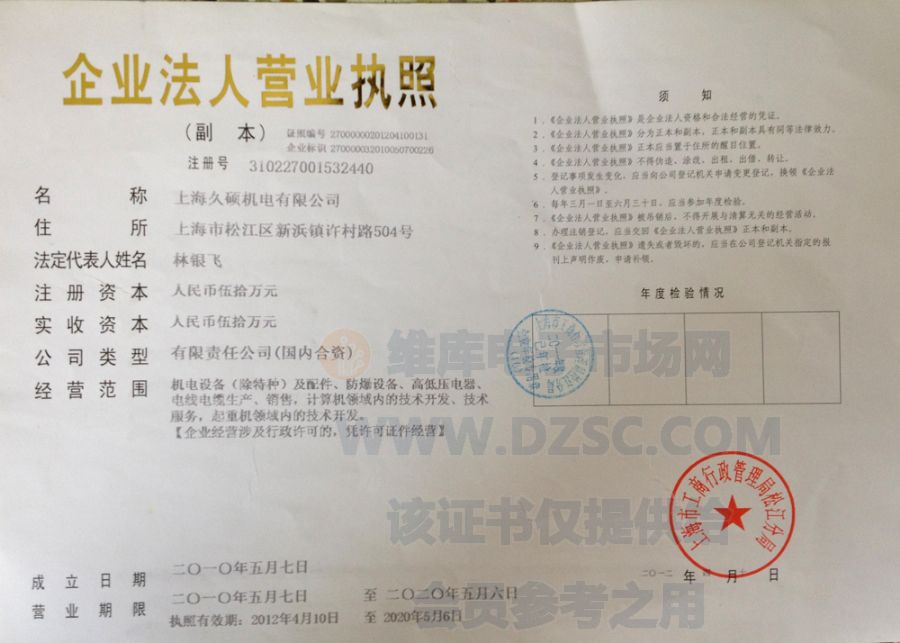 企业法人营业执照
（副 本）
证照编号 27000000201204100131
企业标识 27000003201005070022​6
注册号 310227001532440
名 称 上海久硕机电有限公司
住 所 上海市松江区新浜镇许村路504号
法定代表人姓名 林银飞
注 册 资 本 人民币伍拾万元
实 收 资 本 人民币伍拾万元
公 司 类 型 有限责任公司(国内合资)
经 营 范 围 机电设备（除特种）及配件、防爆设备、高低压电器、
电线电缆生产、销售，计算机领域内的技术开发、技术
服务，起重机领域内的技术开发。
【企业经营涉及行政许可的，凭许可证件经营】
成 立 日 期 二○一○年五月七日
营 业 期 限 二○一○年五月七日 至 二○二○年五月六日
执照有效期：2012年4月10日 至 2020年5月6日
须 知
1．《企业法人营业执照》是企业法人资格和合法经营的凭证。
2．《企业法人营业执照》分为正本和副本，正本和副本具有同等法律效力。
3．《企业法人营业执照》正本应当置于住所的醒目位置。
4．《企业法人营业执照》不得伪造、涂改、出租、出借、转让。
5．登记事项发生变化，应当向公司登记机关申请变更登记，换领《企业法
人营业执照》。
6．每年三月一日至六月三十日，应当参加年度检验。
7．《企业法人营业执照》被吊销后，不得开展与清算无关的经营活动。
8．办理注销登记，应当交回《企业法人营业执照》正本和副本。
9．《企业法人营业执照》遗失或者毁坏的，应当在公司登记机关指定的报
刊上声明作废，申请补领。
年度检验情况
上海市工商行政管理局松江分局
二○一二 年 四 月 十 日
维库电 市场网
WWW.DZSC.COM
该证书仅提供给
会员参考之用